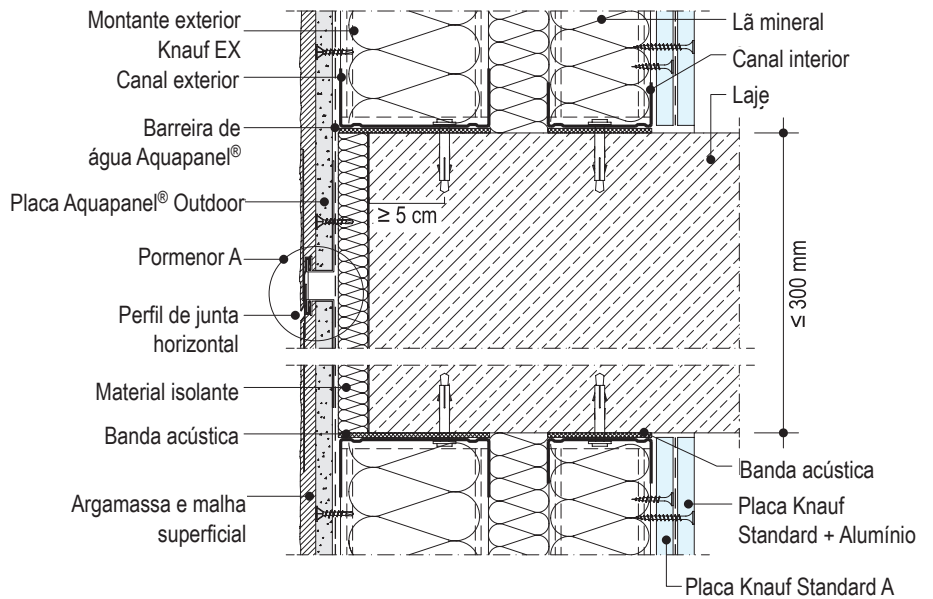 Montante exterior
Knauf EX
Canal exterior
Barreira de
água Aquapanel®
Placa Aquapanel® Outdoor
Pormenor A
Perfil de junta
horizontal
Material isolante
Banda acústica
Argamassa e malha
superficial
≥ 5 cm
Lã mineral
Canal interior
Laje
≤ 300 mm
Banda acústica
Placa Knauf
Standard + Alumínio
Placa Knauf Standard A